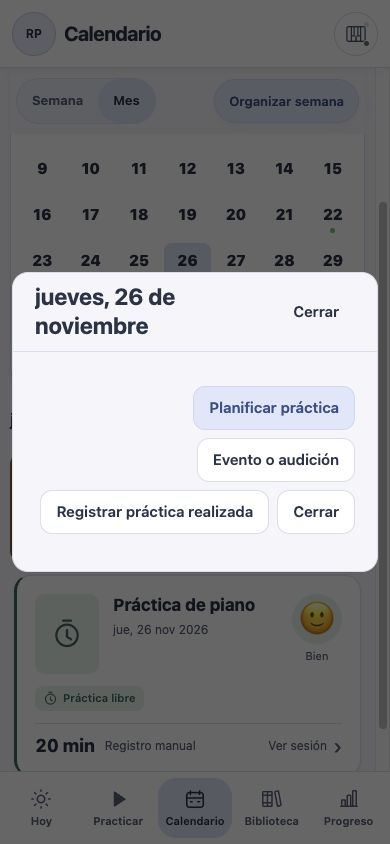 RP Calendario
Semana Mes Organizar semana
9 10 11 12 13 14 15
16 17 18 19 20 21 22
23 24 25 26 27 28 29
jueves, 26 de
noviembre
Cerrar
Planificar práctica
Evento o audición
Registrar práctica realizada Cerrar
Práctica de piano
jue, 26 nov 2026
Bien
Práctica libre
20 min Registro manual Ver sesión
Hoy Practicar Calendario Biblioteca Progreso